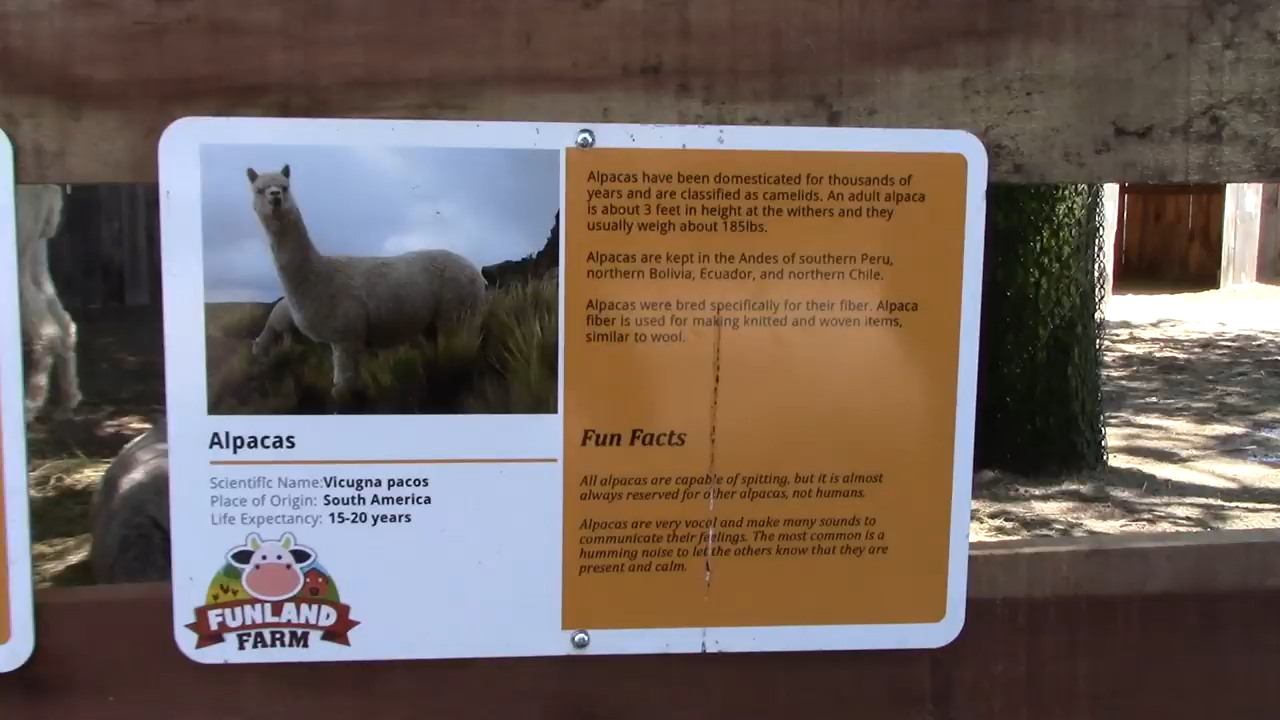 Alpacas
Scientific Name:Vicugna pacos
Place of Origin: South America
Life Expectancy: 15-20 years
FUNLAND
FARM
Alpacas have been domesticated for thousands of
years and are classified as camelids. An adult alpaca
is about 3 feet in height at the withers and they
usually weigh about 185lbs.
Alpacas are kept in the Andes of southern Peru,
northern Bolivia, Ecuador, and northern Chile.
Alpacas were bred specifically for their fiber. Alpaca
fiber is used for making knitted and woven items,
similar to wool.
Fun Facts
All alpacas are capable of spitting, but it is almost
always reserved for other alpacas, not humans.
Alpacas are very vocal and make many sounds to
communicate their feelings. The most common is a
humming noise to let the others know that they are
present and calm.